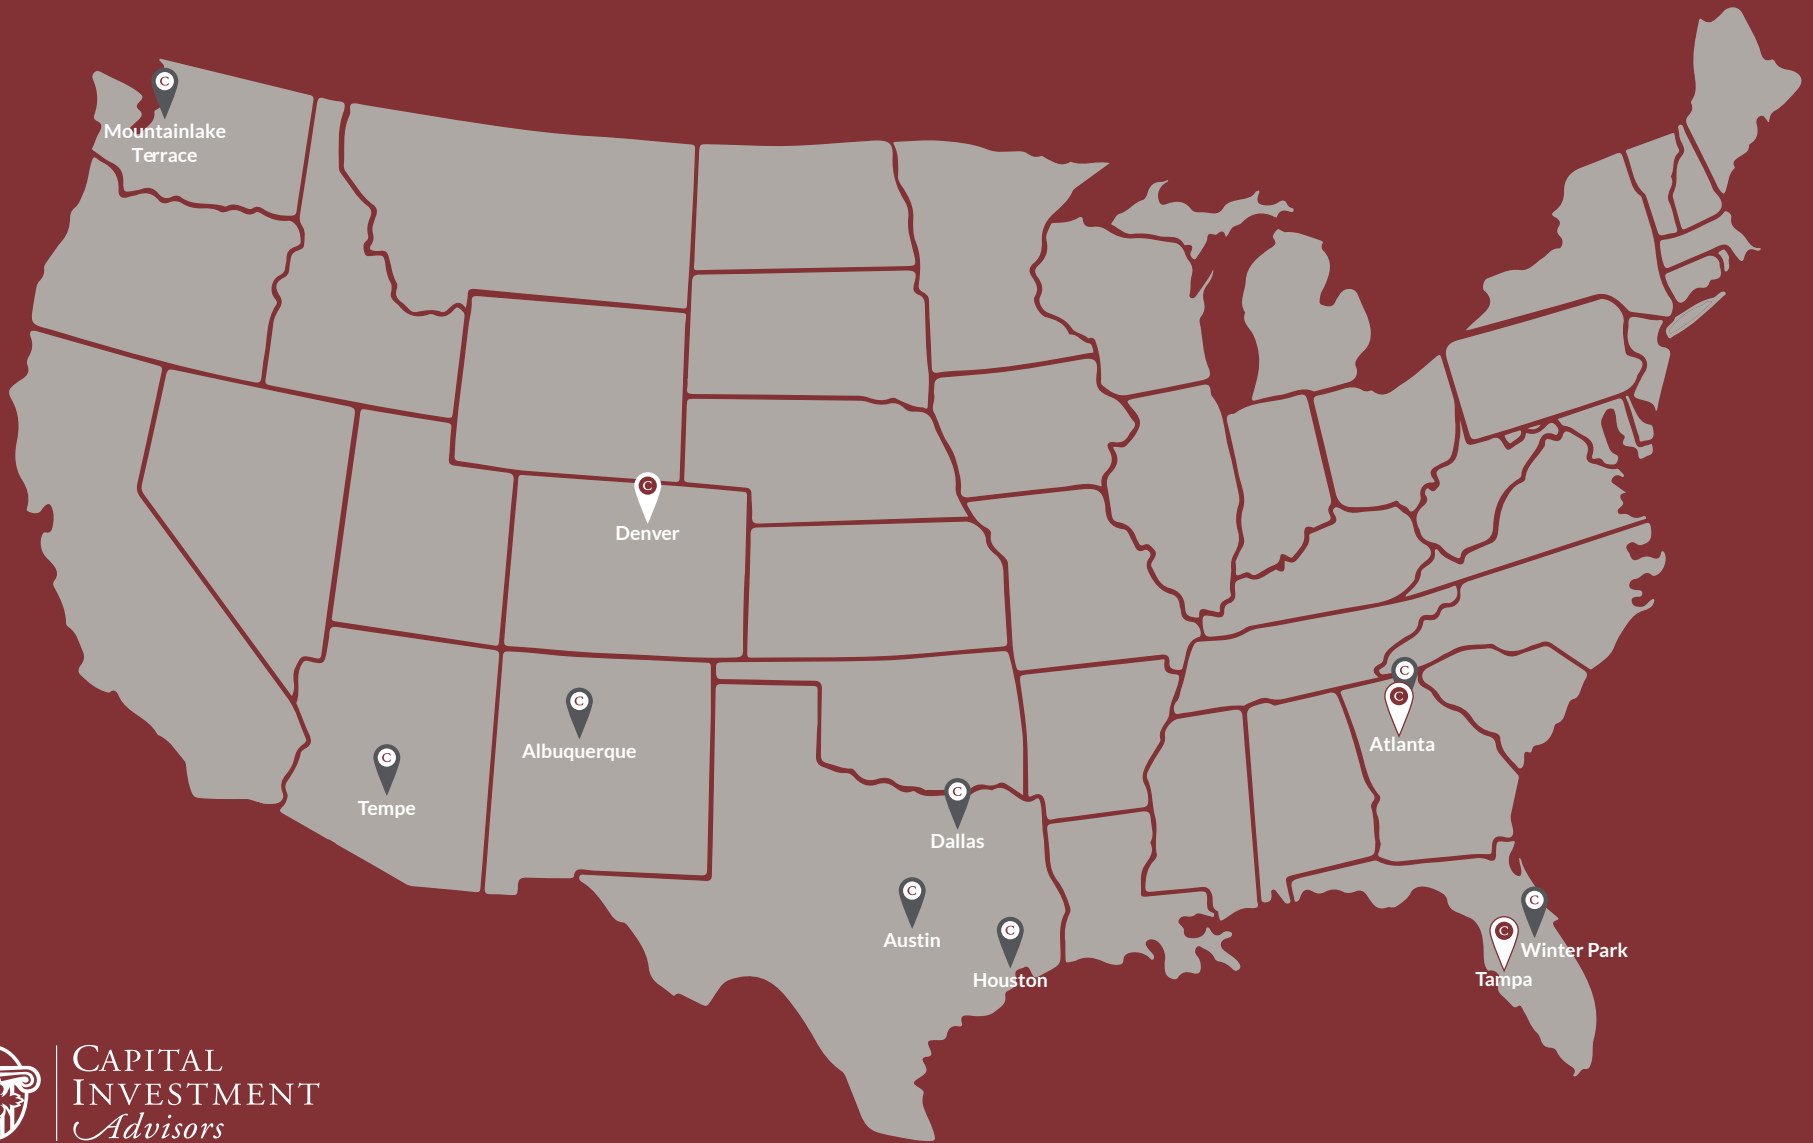 C
Mountainlake
Terrace
C
Denver
C
C
Atlanta
C
Albuquerque
C
Tempe
C
Dallas
C
Austin
C
Houston
C
Winter Park
C
Tampa
CAPITAL
INVESTMENT
Advisors